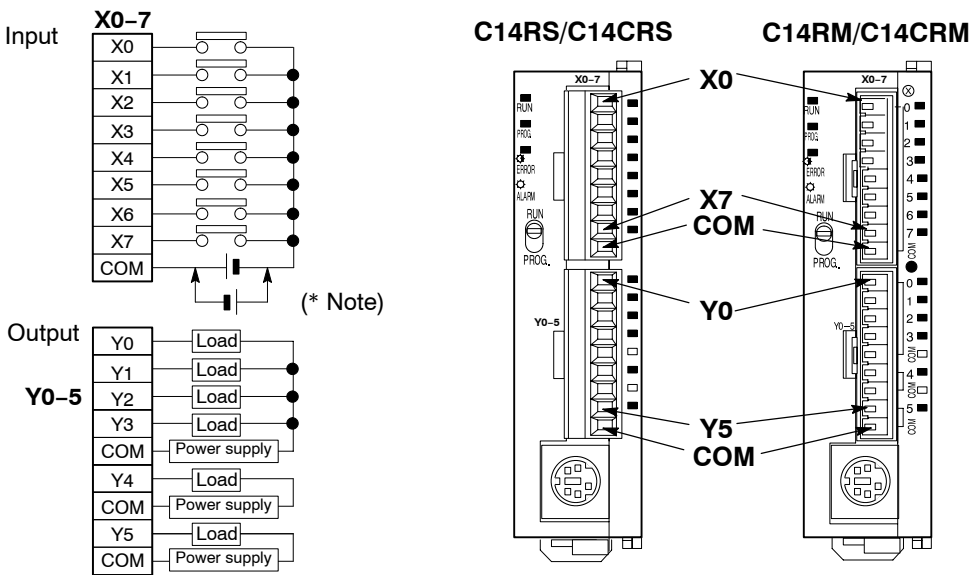 X0–7
Input
X0
X1
X2
X3
X4
X5
X6
X7
COM
(* Note)
Output
Y0–5
Y0 Load
Y1 Load
Y2 Load
Y3 Load
COM Power supply
Y4 Load
COM Power supply
Y5 Load
COM Power supply
C14RS/C14CRS
X0–7
RUN
PROG.
ERROR
ALARM
RUN
PROG.
Y0–5
X0
X7
COM
Y0
Y5
COM
C14RM/C14CRM
X0–7
RUN
PROG.
ERROR
ALARM
RUN
PROG.
Y0–5
X
0
1
2
3
4
5
6
7
COM
0
1
2
3
COM
4
COM
5
COM